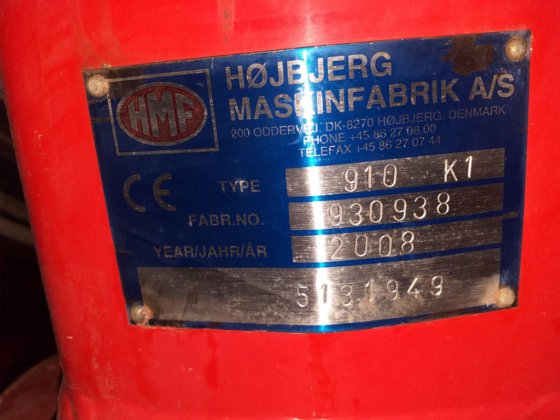 HMF
HØJBJERG
MASKINFABRIK A/S
200 ODDERVEJ, DK-8270 HØJBJERG. DENMARK
PHONE +45 86 27 08 00
TELEFAX +45 86 27 07 44
CE
TYPE 910 K1
FABR.NO. 930938
YEAR/JAHR/ÅR 2008
5131949